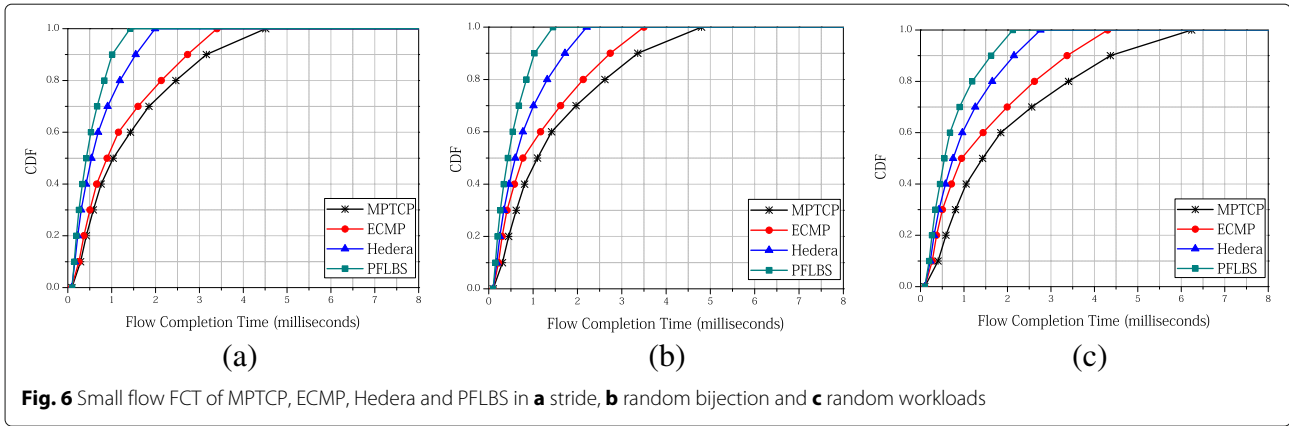 1.0
0.8
0.6
0.4
0.2
0.0
CDF
0 1 2 3 4 5 6 7 8
Flow Completion Time (milliseconds)
MPTCP
ECMP
Hedera
PFLBS
(a)
1.0
0.8
0.6
0.4
0.2
0.0
CDF
0 1 2 3 4 5 6 7 8
Flow Completion Time (milliseconds)
MPTCP
ECMP
Hedera
PFLBS
(b)
1.0
0.8
0.6
0.4
0.2
0.0
CDF
0 1 2 3 4 5 6 7 8
Flow Completion Time (milliseconds)
MPTCP
ECMP
Hedera
PFLBS
(c)
Fig. 6 Small flow FCT of MPTCP, ECMP, Hedera and PFLBS in a stride, b random bijection and c random workloads